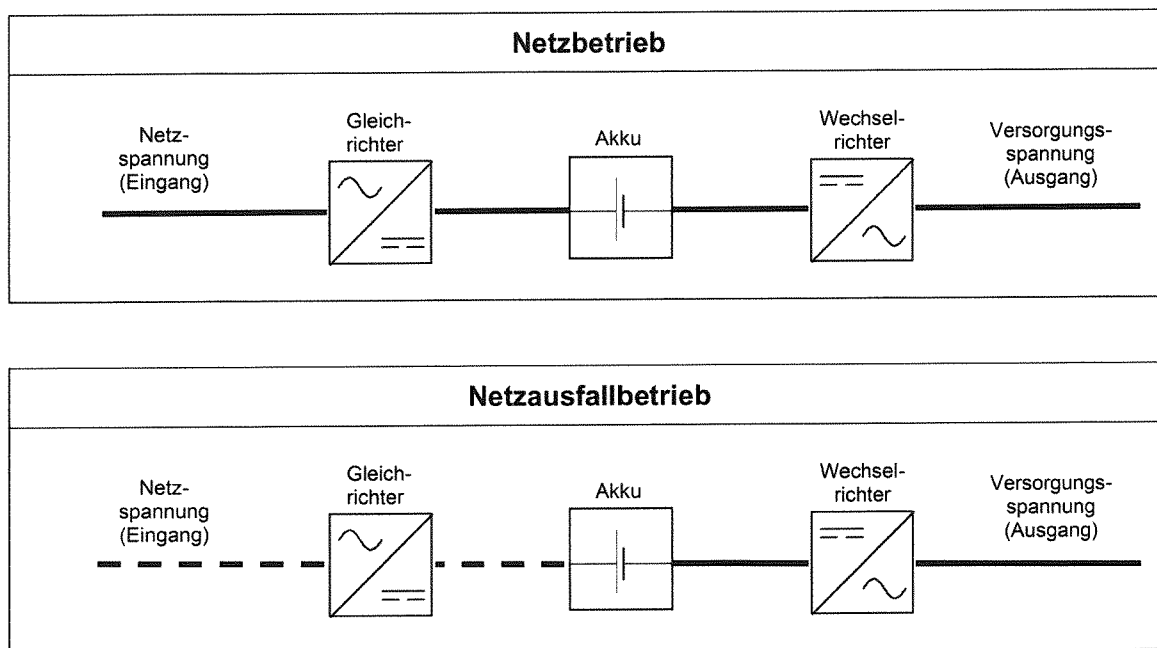 Netzbetrieb
Netz-
spannung
(Eingang)
Gleich-
richter
Akku
Wechsel-
richter
Versorgungs-
spannung
(Ausgang)
Netzausfallbetrieb
Netz-
spannung
(Eingang)
Gleich-
richter
Akku
Wechsel-
richter
Versorgungs-
spannung
(Ausgang)